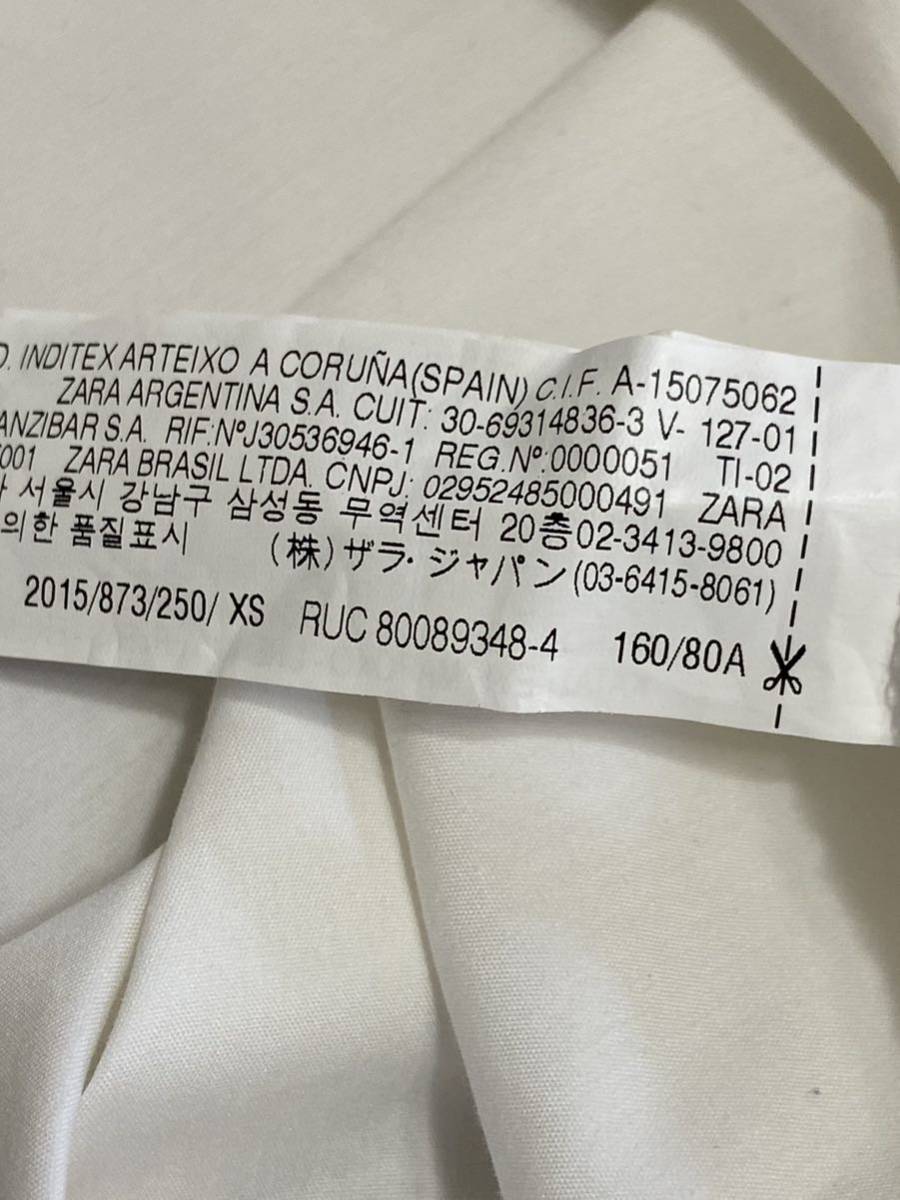 INDITEX ARTEIXO A CORUÑA (SPAIN) C.I.F. A-15075062
ZARA ARGENTINA S.A. CUIT: 30-69314836-3 V- 127-01
ANZIBAR S.A. RIF:NºJ30536946-1 REG.Nº:0000051 TI-02
001 ZARA BRASIL LTDA. CNPJ: 02952485000491 ZARA
서울시 강남구 삼성동 무역센터 20층02-3413-9800
의한 품질표시 (株)ザラ・ジャパン(03-6415-8061)
2015/873/250/ XS RUC 80089348-4 160/80A